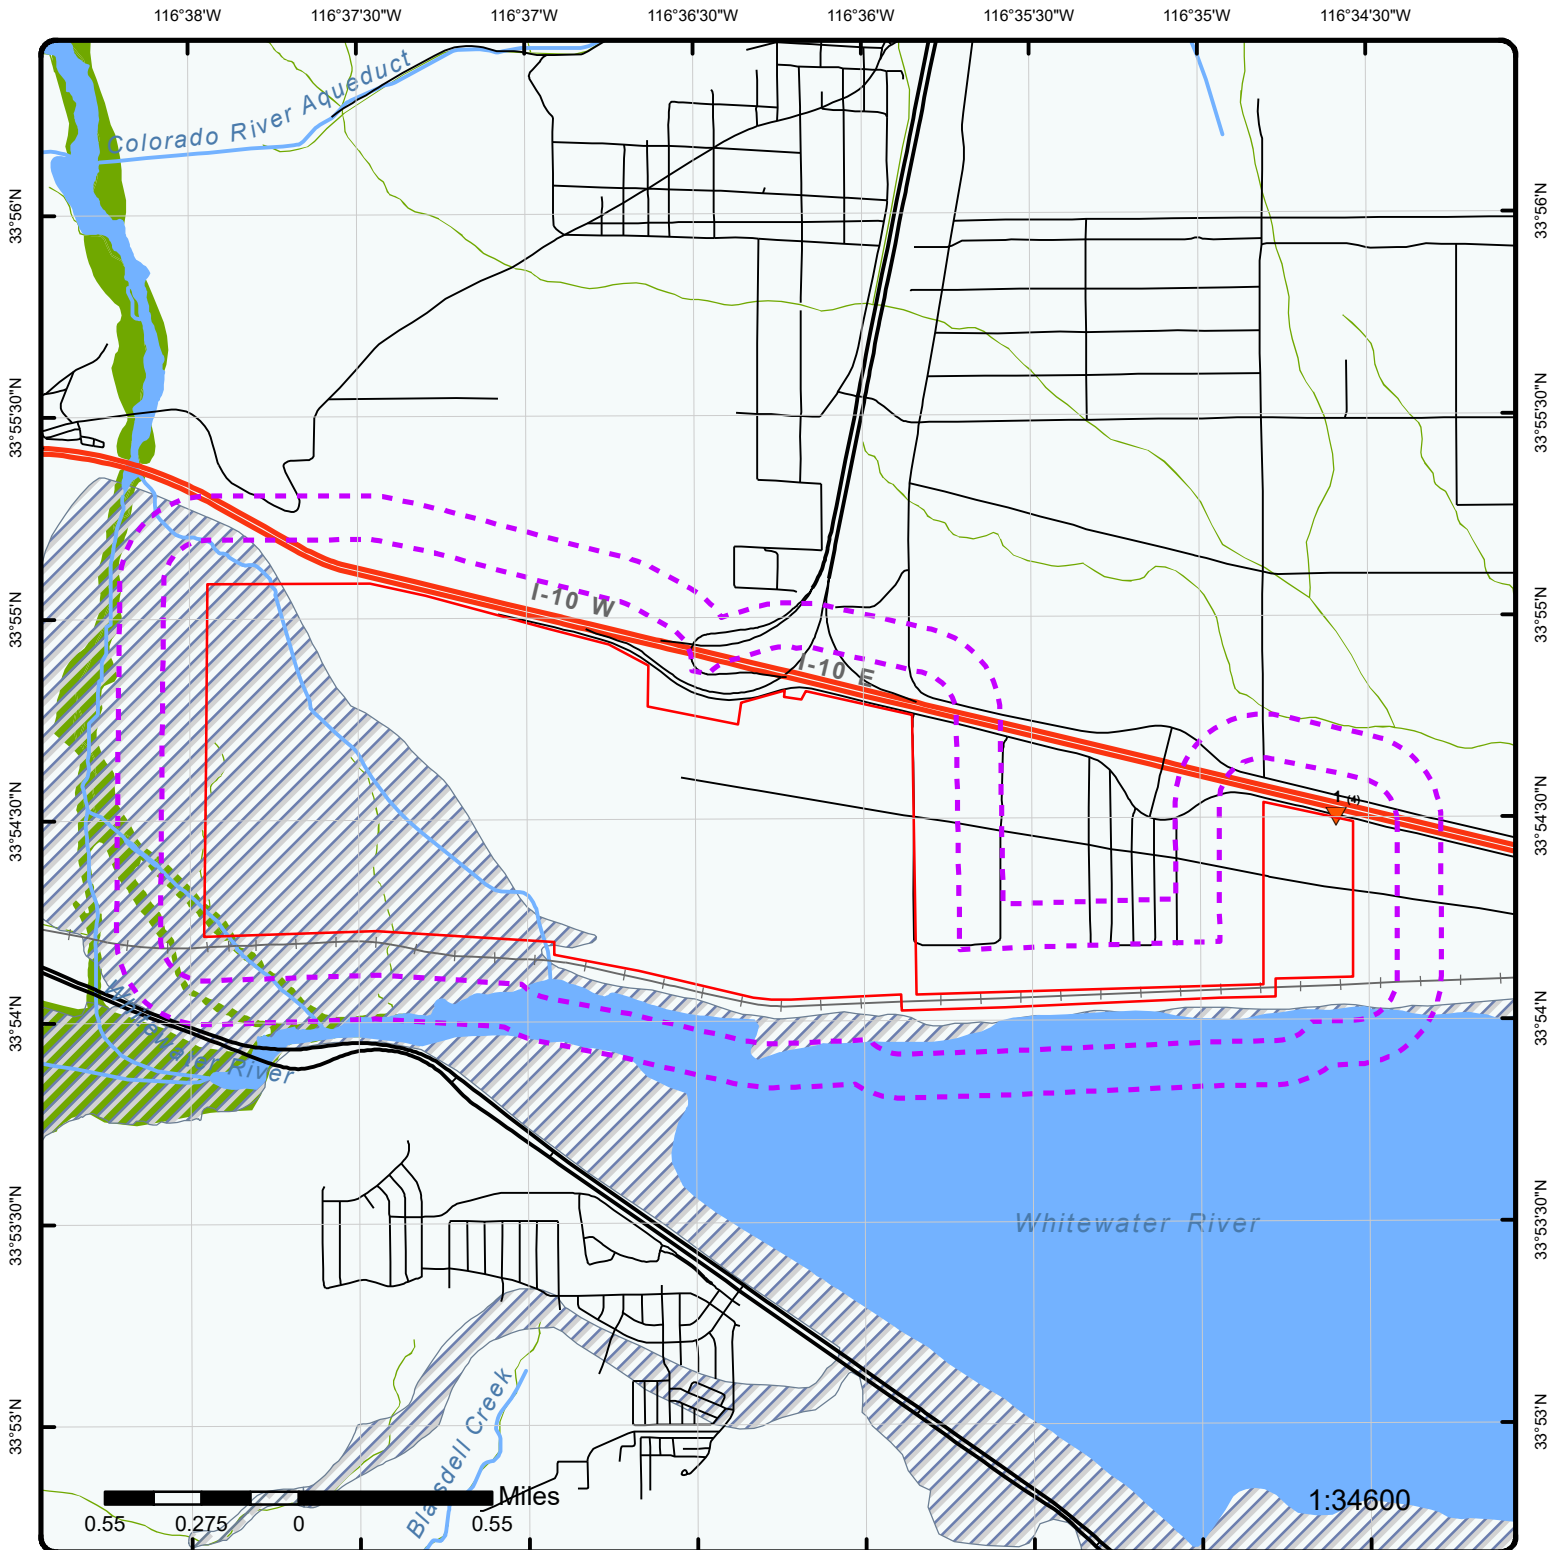 116°38'W 116°37'30"W 116°37'W 116°36'30"W 116°36'W 116°35'30"W 116°35'W 116°34'30"W
Colorado River Aqueduct
33°56'N 33°56'N
33°55'30"N 33°55'30"N
I-10 W
33°55'N 33°55'N
I-10 E
1 (4)
33°54'30"N 33°54'30"N
33°54'N 33°54'N
Whitewater River
Whitewater River
33°53'30"N 33°53'30"N
33°53'N 33°53'N
Blaisdell Creek
Miles
1:34600
0.55 0.275 0 0.55